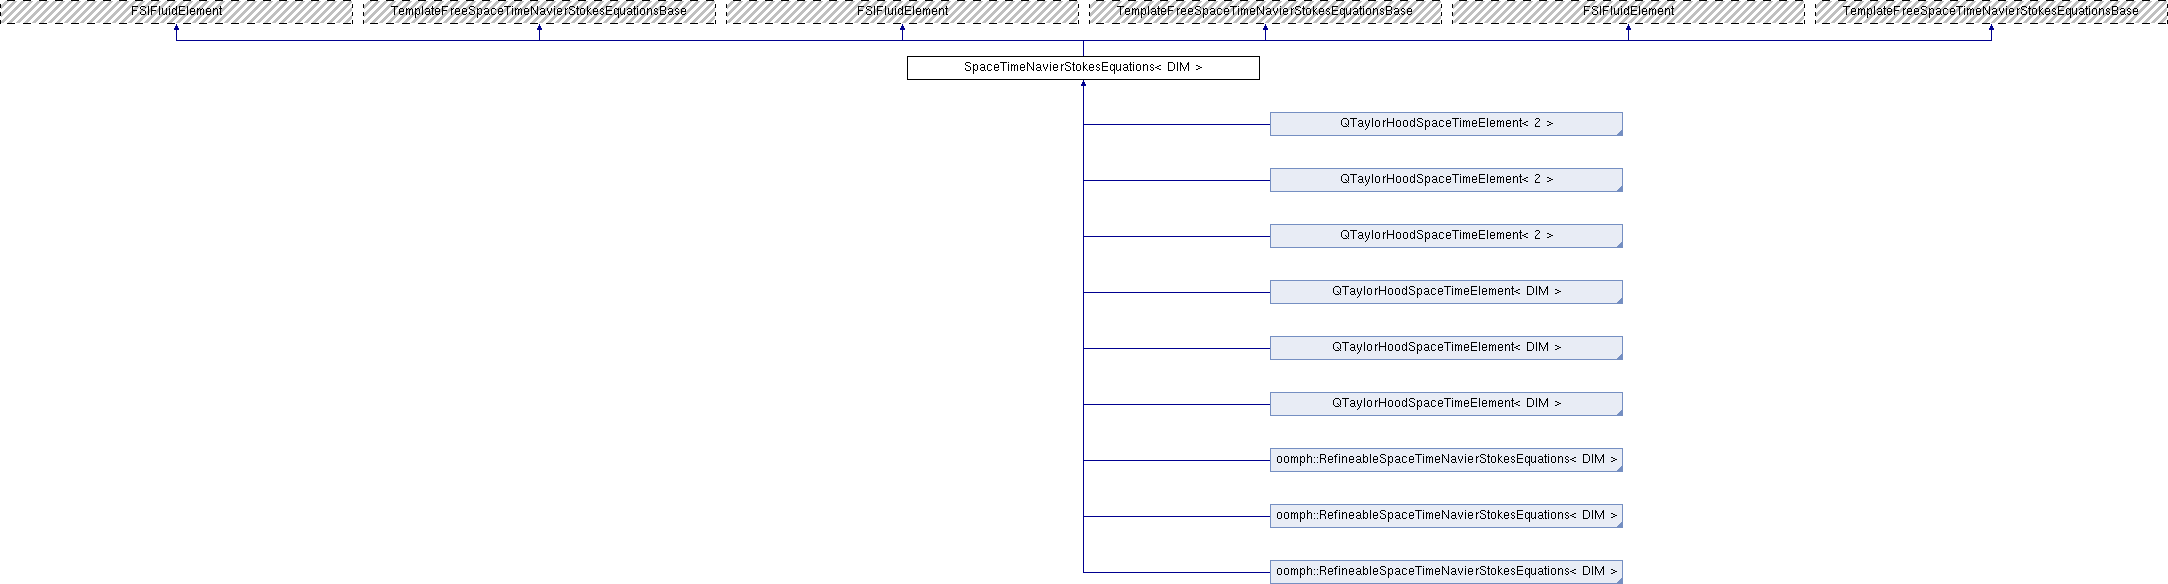 FSIFluidElement
TemplateFreeSpaceTimeNavierStokesEquationsBase
FSIFluidElement
TemplateFreeSpaceTimeNavierStokesEquationsBase
FSIFluidElement
TemplateFreeSpaceTimeNavierStokesEquationsBase
SpaceTimeNavierStokesEquations< DIM >
QTaylorHoodSpaceTimeElement< 2 >
QTaylorHoodSpaceTimeElement< 2 >
QTaylorHoodSpaceTimeElement< 2 >
QTaylorHoodSpaceTimeElement< DIM >
QTaylorHoodSpaceTimeElement< DIM >
QTaylorHoodSpaceTimeElement< DIM >
oomph::RefineableSpaceTimeNavierStokesEquations< DIM >
oomph::RefineableSpaceTimeNavierStokesEquations< DIM >
oomph::RefineableSpaceTimeNavierStokesEquations< DIM >